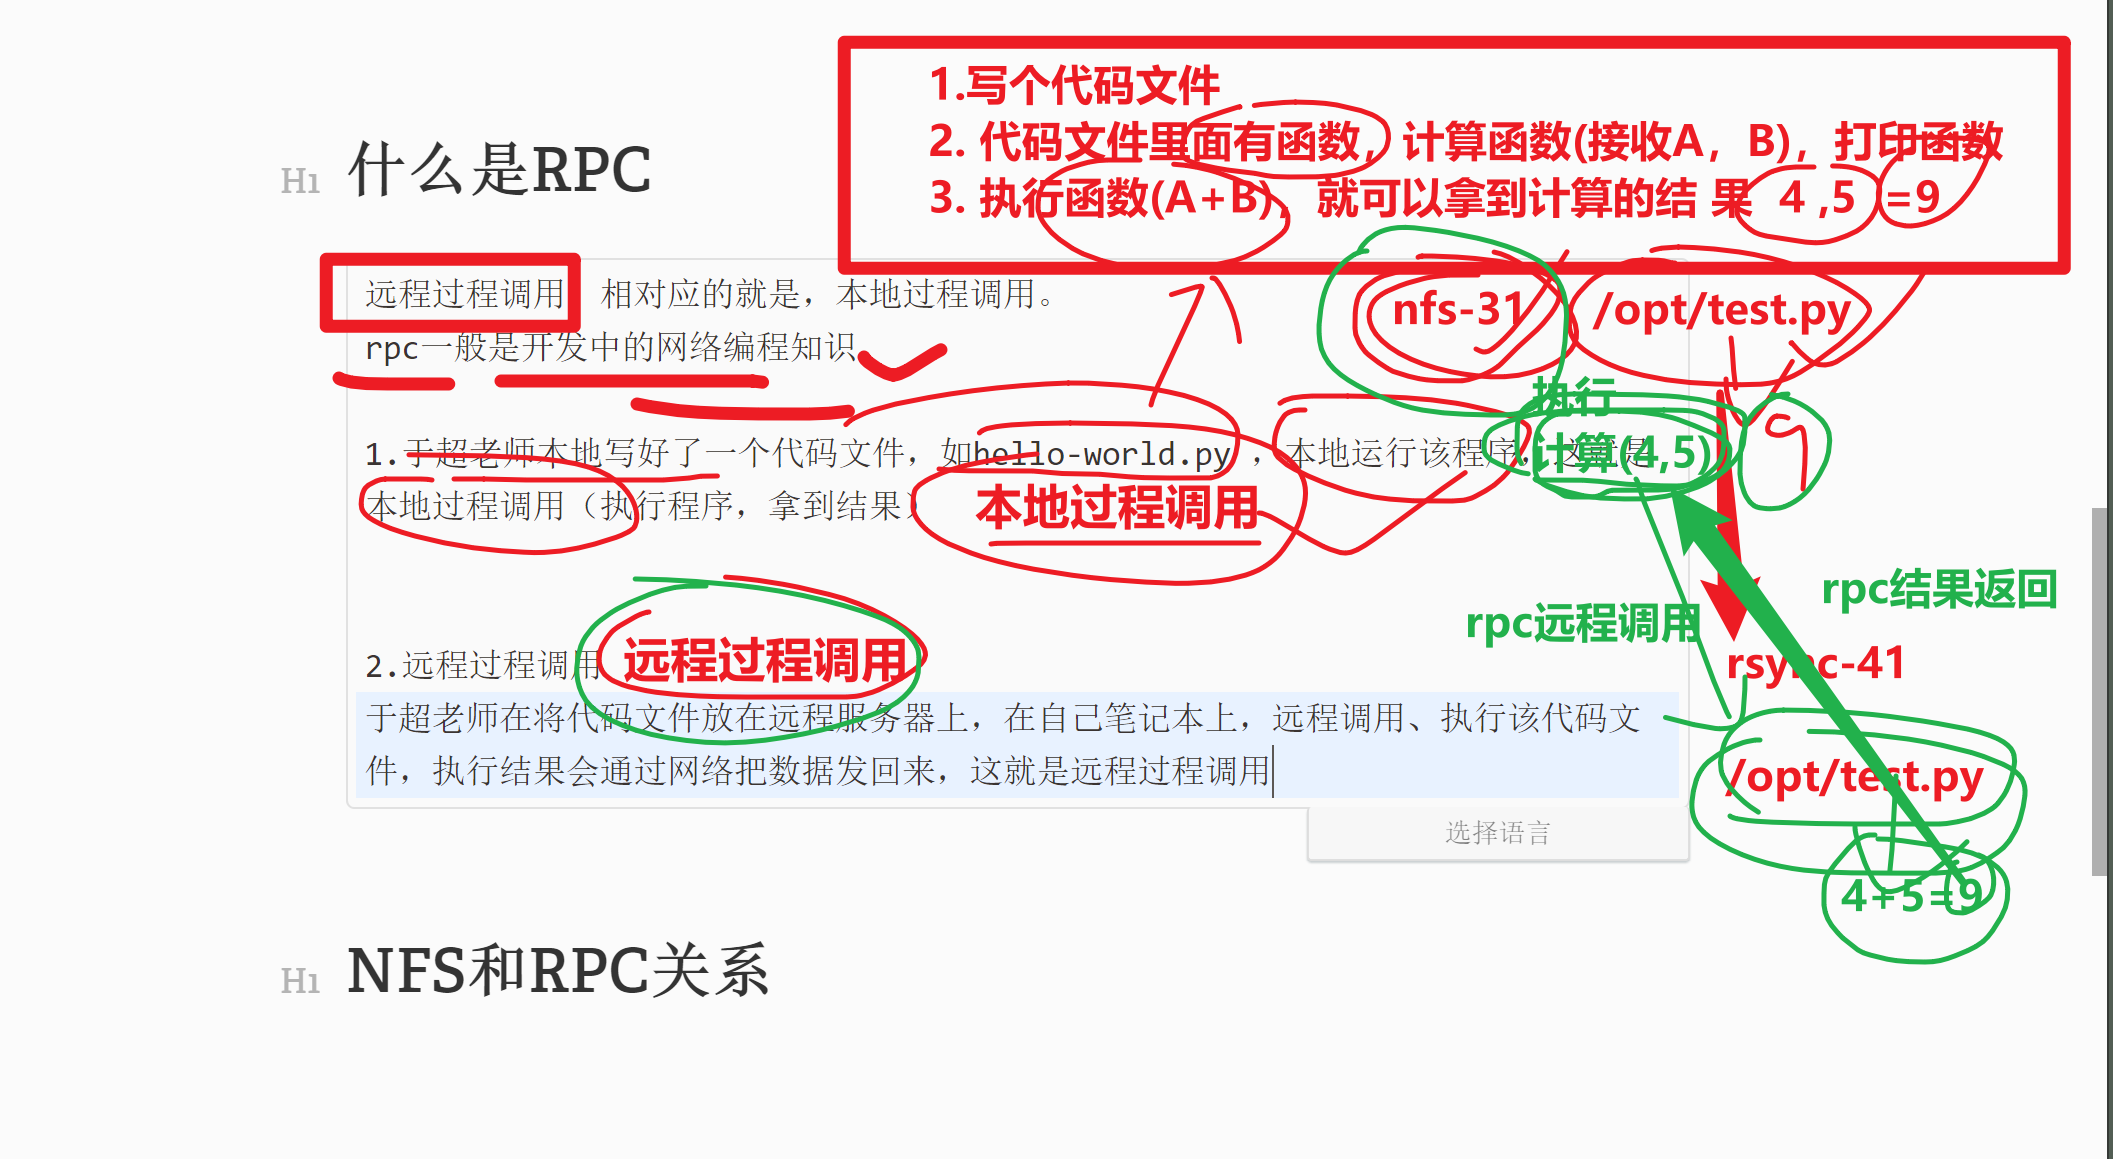 1.写个代码文件
2. 代码文件里面有函数，计算函数(接收A，B)，打印函数
3. 执行函数(A+B)，就可以拿到计算的结 果 4 ,5 =9
H1 什么是RPC
远程过程调用 相对应的就是，本地过程调用。
nfs-31 /opt/test.py
rpc一般是开发中的网络编程知识
执行
计算(4,5)
1.于超老师本地写好了一个代码文件，如hello-world.py ，本地运行该程序，这就是
本地过程调用（执行程序，拿到结果）
本地过程调用
rpc结果返回
rpc远程调用
2.远程过程调用
远程过程调用
rsync-41
于超老师在将代码文件放在远程服务器上，在自己笔记本上，远程调用、执行该代码文
件，执行结果会通过网络把数据发回来，这就是远程过程调用
/opt/test.py
选择语言
4+5=9
H1 NFS和RPC关系